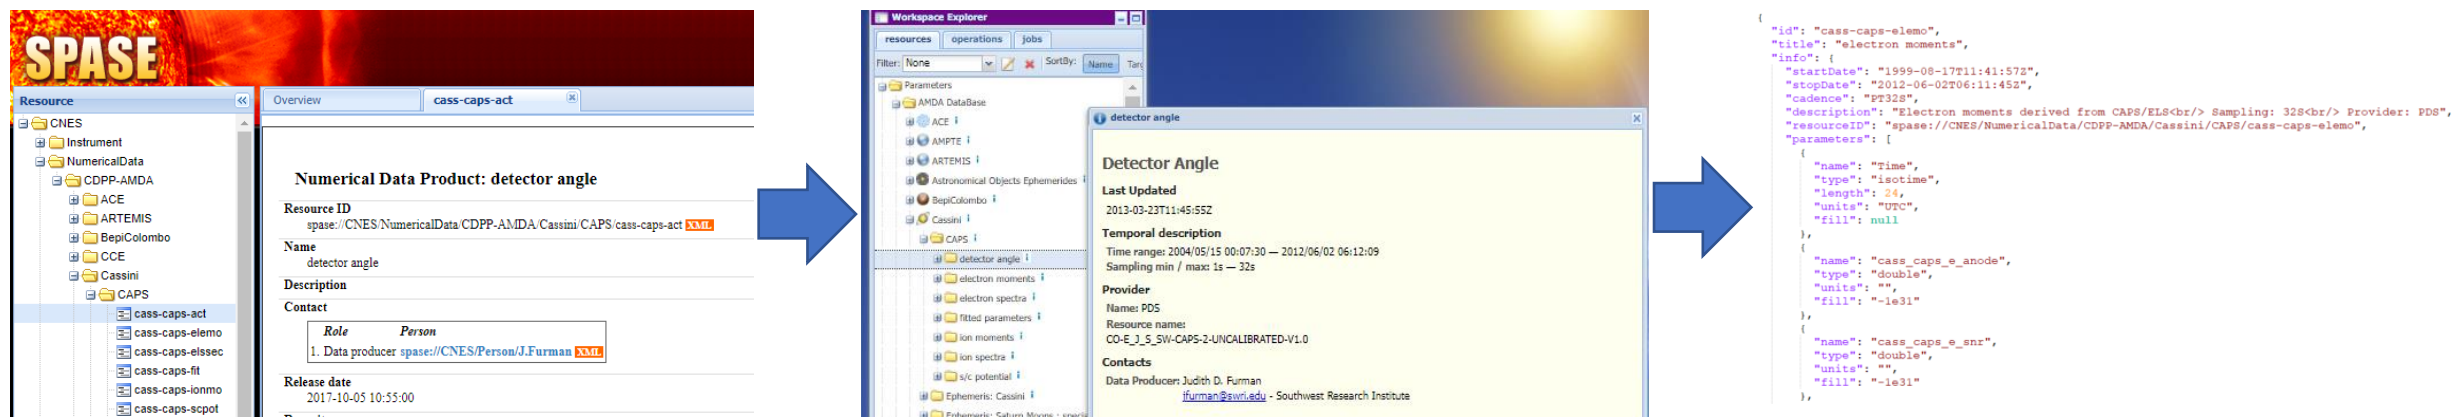 SPASE
Resource
CNES
Instrument
NumericalData
CDPP-AMDA
ACE
ARTEMIS
BepiColombo
CCE
Cassini
CAPS
cass-caps-act
cass-caps-elemo
cass-caps-elssec
cass-caps-fit
cass-caps-ionmo
cass-caps-scpot
Overview
cass-caps-act
Numerical Data Product: detector angle
Resource ID
spase://CNES/NumericalData/CDPP-AMDA/Cassini/CAPS/cass-caps-act XML
Name
detector angle
Description
Contact
Role Person
1. Data producer spase://CNES/Person/J.Furman XML
Release date
2017-10-05 10:55:00
Workspace Explorer
resources operations jobs
Filter: None SortBy: Name
Parameters
AMDA DataBase
ACE
AMPTE
ARTEMIS
Astronomical Objects Ephemerides
BepiColombo
Cassini
CAPS
detector angle
electron moments
electron spectra
fitted parameters
ion moments
ion spectra
s/c potential
Ephemeris: Cassini
Ephemeris: Saturn Moons : specia
detector angle
Detector Angle
Last Updated
2013-03-23T11:45:55Z
Temporal description
Time range: 2004/05/15 00:07:30 — 2012/06/02 06:12:09
Sampling min / max: 1s — 32s
Provider
Name: PDS
Resource name:
CO-E_J_S_SW-CAPS-2-UNCALIBRATED-V1.0
Contacts
Data Producer: Judith D. Furman
jfurman@swri.edu - Southwest Research Institute
{
"id": "cass-caps-elemo",
"title": "electron moments",
"info": {
"startDate": "1999-08-17T11:41:57Z",
"stopDate": "2012-06-02T06:11:45Z",
"cadence": "PT32S",
"description": "Electron moments derived from CAPS/ELS<br/> Sampling: 32S<br/> Provider: PDS",
"resourceID": "spase://CNES/NumericalData/CDPP-AMDA/Cassini/CAPS/cass-caps-elemo",
"parameters": [
{
"name": "Time",
"type": "isotime",
"length": 24,
"units": "UTC",
"fill": null
},
{
"name": "cass_caps_e_anode",
"type": "double",
"units": "",
"fill": "-1e31"
},
{
"name": "cass_caps_e_snr",
"type": "double",
"units": "",
"fill": "-1e31"
},